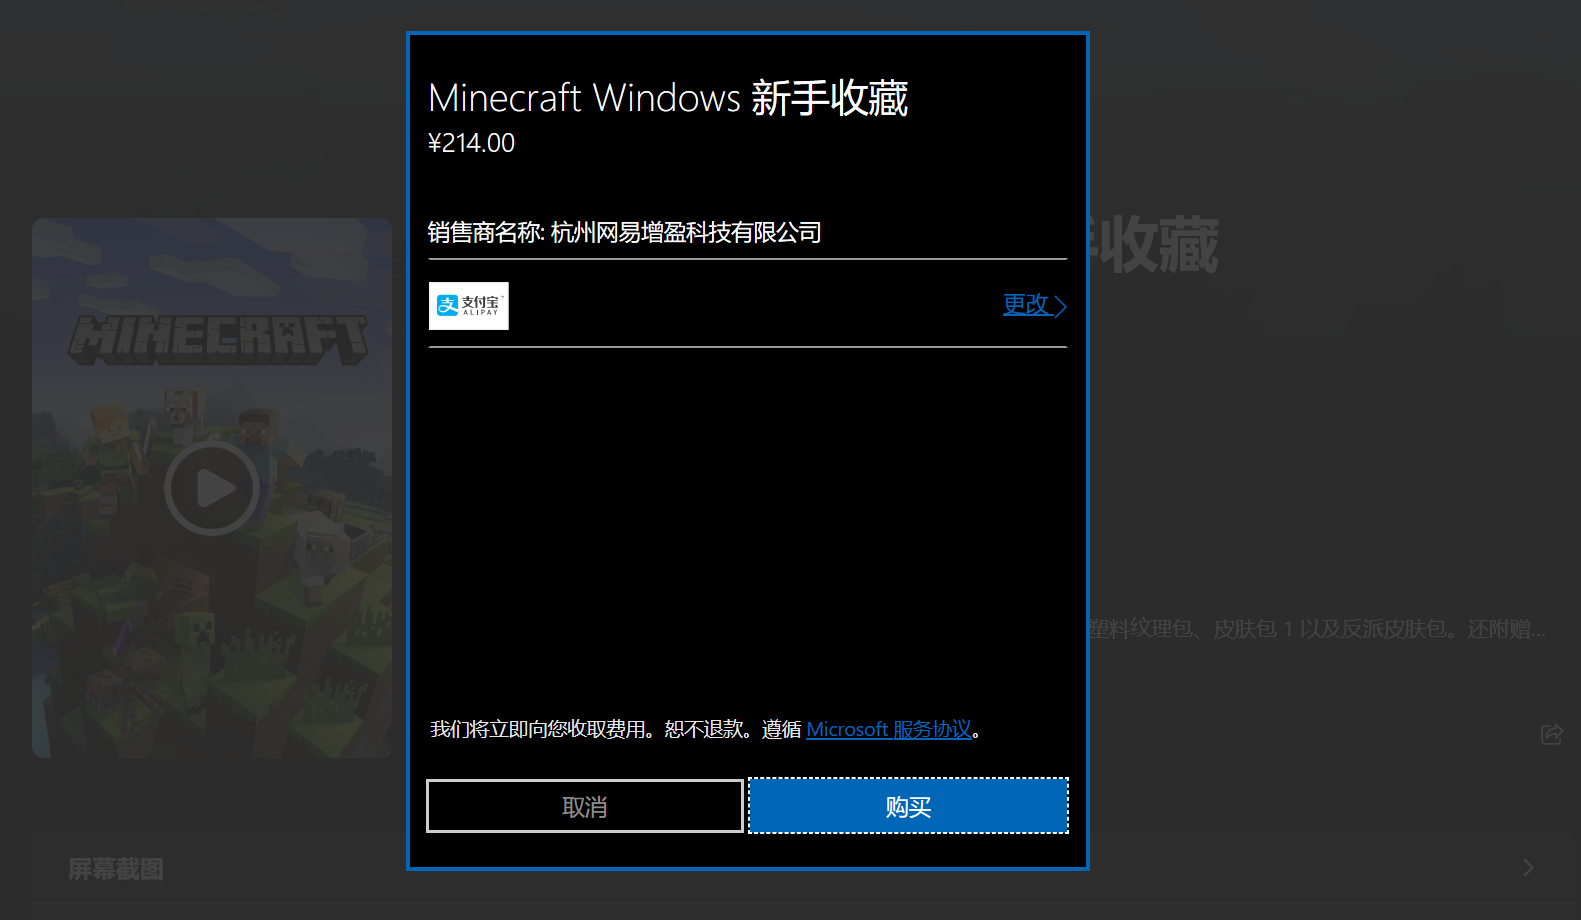 Minecraft Windows 新手收藏
¥214.00
销售商名称: 杭州网易增盈科技有限公司
支付宝
ALIPAY
更改
我们将立即向您收取费用。恕不退款。遵循 Microsoft 服务协议。
取消
购买
MINECRAFT
收藏
塑料纹理包、皮肤包 1 以及反派皮肤包。还附赠...
屏幕截图